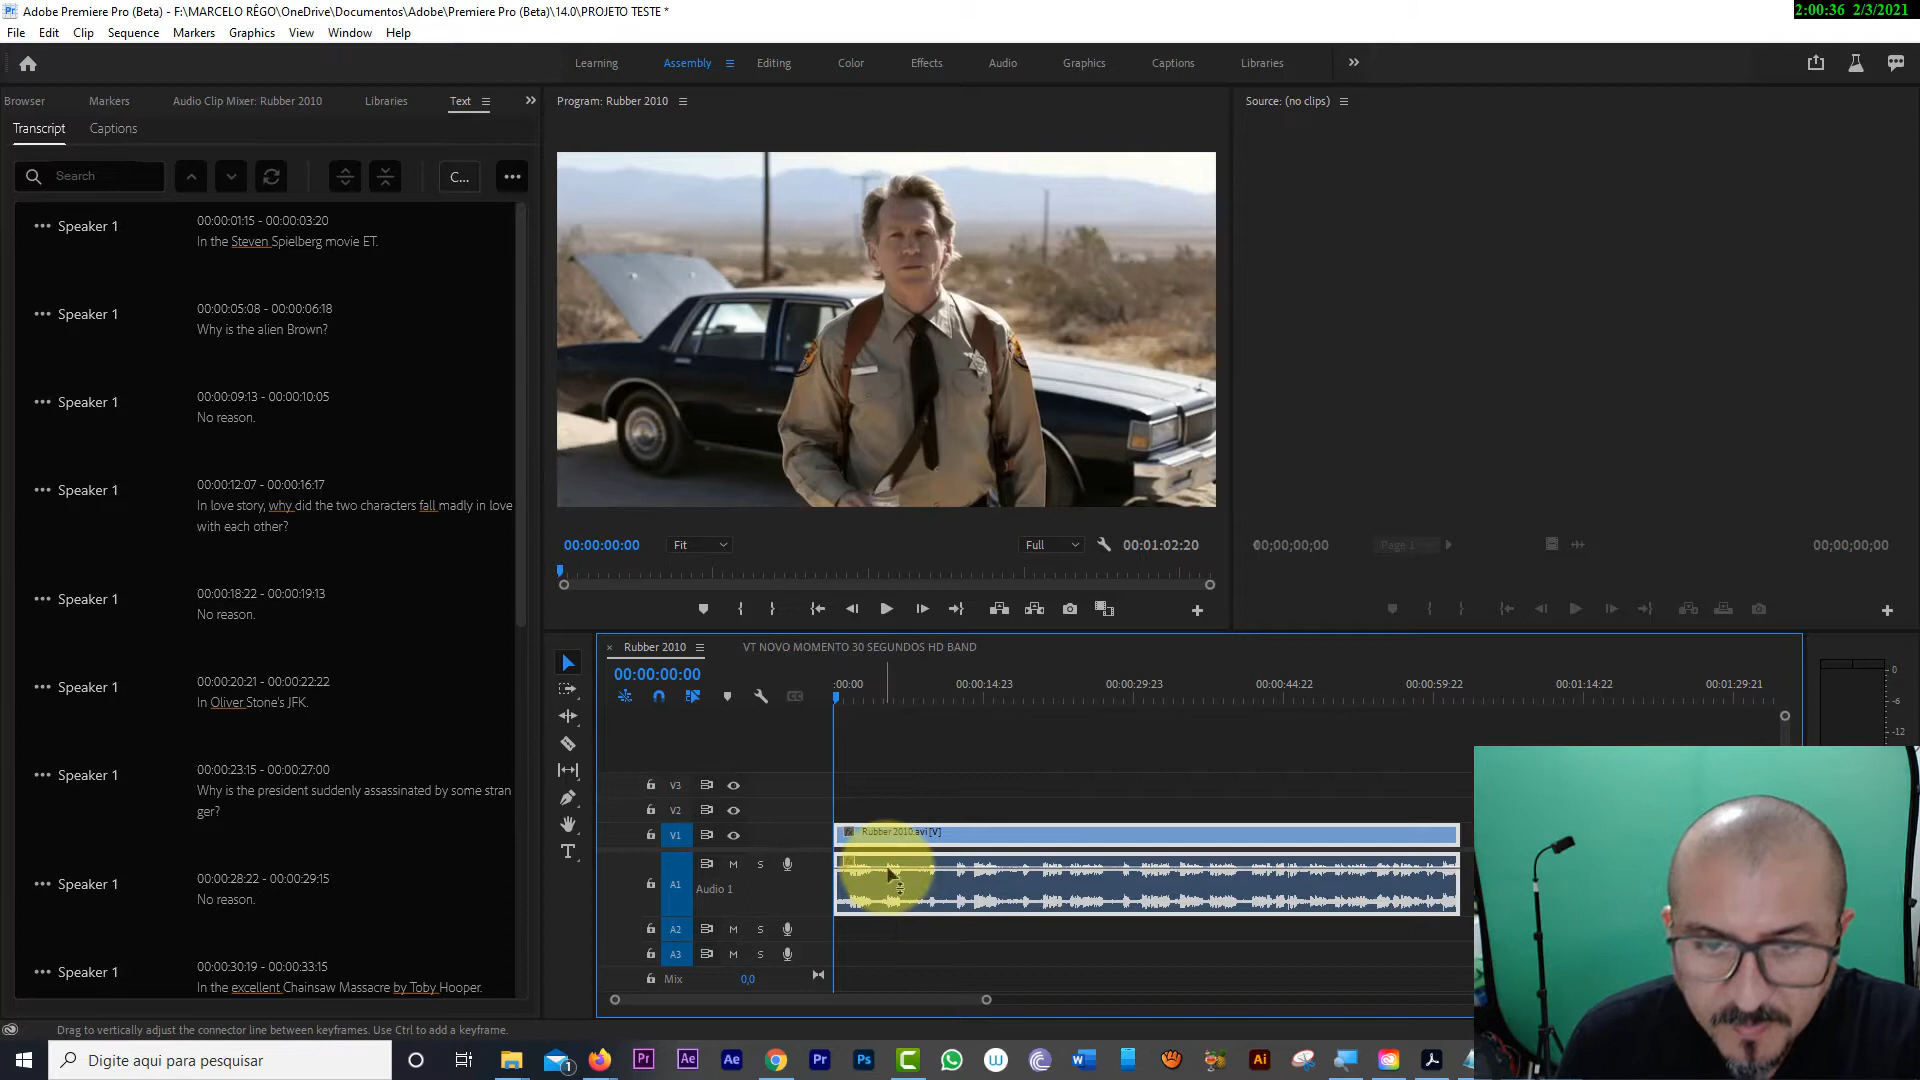 Adobe Premiere Pro (Beta) - F:\MARCELO RÊGO\OneDrive\Documentos\Adobe\Premiere Pro (Beta)\14.0\PROJETO TESTE *
2:00:36 2/3/2021
File Edit Clip Sequence Markers Graphics View Window Help
Learning Assembly Editing Color Effects Audio Graphics Captions Libraries
Browser Markers Audio Clip Mixer: Rubber 2010 Libraries Text
Program: Rubber 2010
Source: (no clips)
Transcript Captions
Search
C...
Speaker 1 00:00:01:15 - 00:00:03:20
In the Steven Spielberg movie ET.
Speaker 1 00:00:05:08 - 00:00:06:18
Why is the alien Brown?
Speaker 1 00:00:09:13 - 00:00:10:05
No reason.
Speaker 1 00:00:12:07 - 00:00:16:17
In love story, why did the two characters fall madly in love
with each other?
Speaker 1 00:00:18:22 - 00:00:19:13
No reason.
Speaker 1 00:00:20:21 - 00:00:22:22
In Oliver Stone's JFK.
Speaker 1 00:00:23:15 - 00:00:27:00
Why is the president suddenly assassinated by some stran
ger?
Speaker 1 00:00:28:22 - 00:00:29:15
No reason.
Speaker 1 00:00:30:19 - 00:00:33:15
In the excellent Chainsaw Massacre by Toby Hooper.
00:00:00:00 Fit Full 00:01:02:20
00;00;00;00 Page 1 00;00;00;00
Rubber 2010 VT NOVO MOMENTO 30 SEGUNDOS HD BAND
00:00:00:00
:00:00 00:00:14:23 00:00:29:23 00:00:44:22 00:00:59:22 00:01:14:22 00:01:29:21
V3
V2
V1 Rubber 2010.avi [V]
A1 M S
Audio 1
A2 M S
A3 M S
Mix 0,0
0
-6
-12
Drag to vertically adjust the connector line between keyframes. Use Ctrl to add a keyframe.
Digite aqui para pesquisar
1
Pr Ae Ae Pr Ps W W Ai